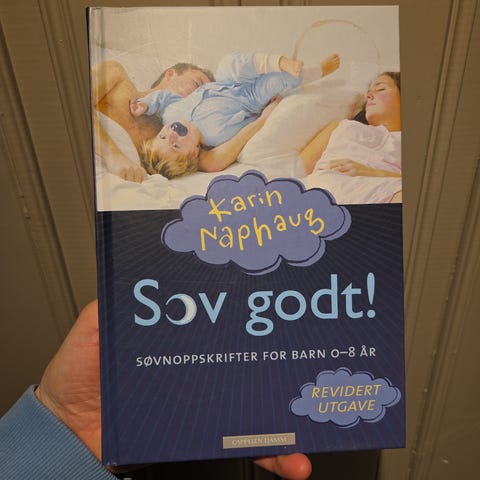 Karin
Naphaug
Sov godt!
SØVNOPPSKRIFTER FOR BARN 0–8 ÅR
REVIDERT
UTGAVE
CAPPELEN DAMM